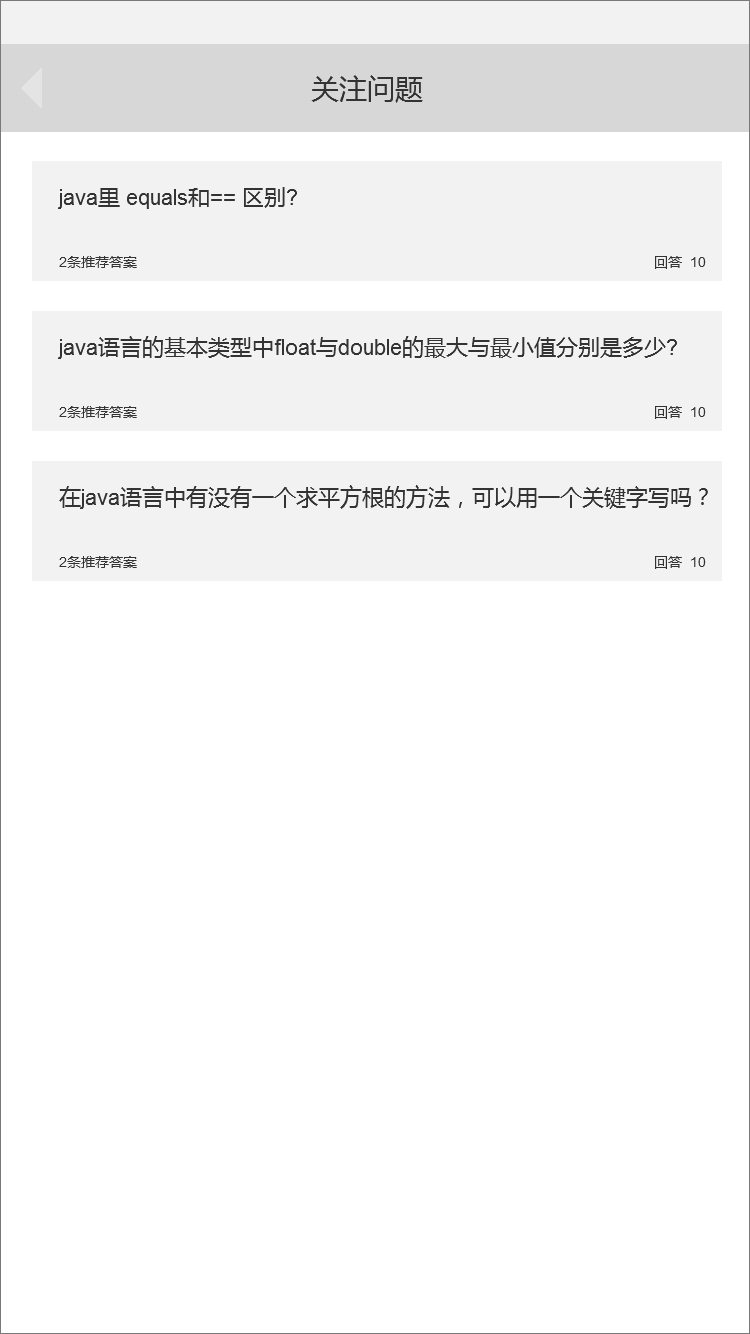 关注问题
java里 equals和== 区别?
2条推荐答案 回答 10
java语言的基本类型中float与double的最大与最小值分别是多少?
2条推荐答案 回答 10
在java语言中有没有一个求平方根的方法，可以用一个关键字写吗？
2条推荐答案 回答 10